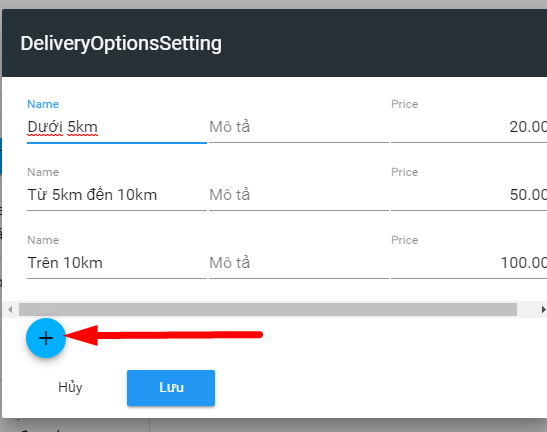 DeliveryOptionsSetting
Name Price
Dưới 5km Mô tả 20.00
Name Price
Từ 5km đến 10km Mô tả 50.00
Name Price
Trên 10km Mô tả 100.00
+
Hủy Lưu